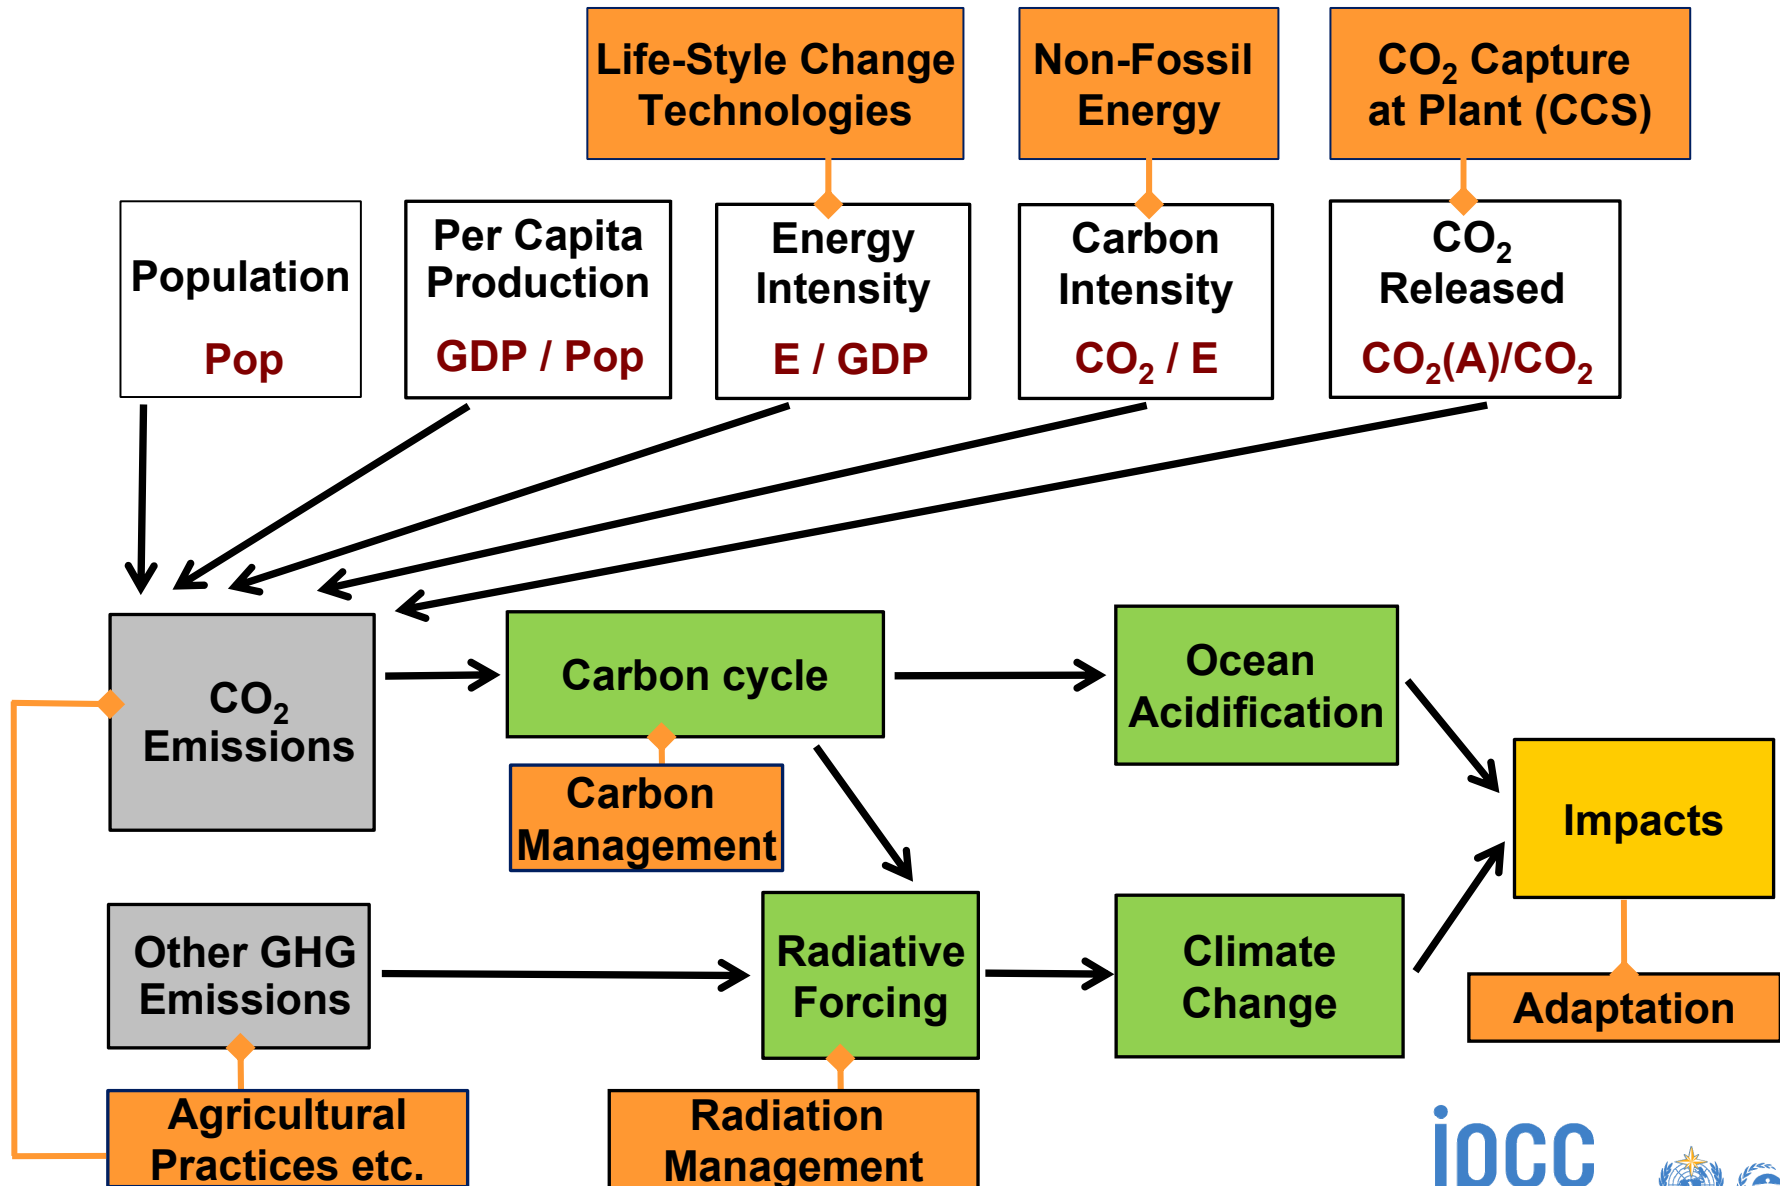 Life-Style Change
Technologies
Non-Fossil
Energy
CO₂ Capture
at Plant (CCS)
Population
Pop
Per Capita
Production
GDP / Pop
Energy
Intensity
E / GDP
Carbon
Intensity
CO₂ / E
CO₂
Released
CO₂(A)/CO₂
CO₂
Emissions
Carbon cycle
Ocean
Acidification
Carbon
Management
Impacts
Other GHG
Emissions
Radiative
Forcing
Climate
Change
Adaptation
Agricultural
Practices etc.
Radiation
Management
ipcc